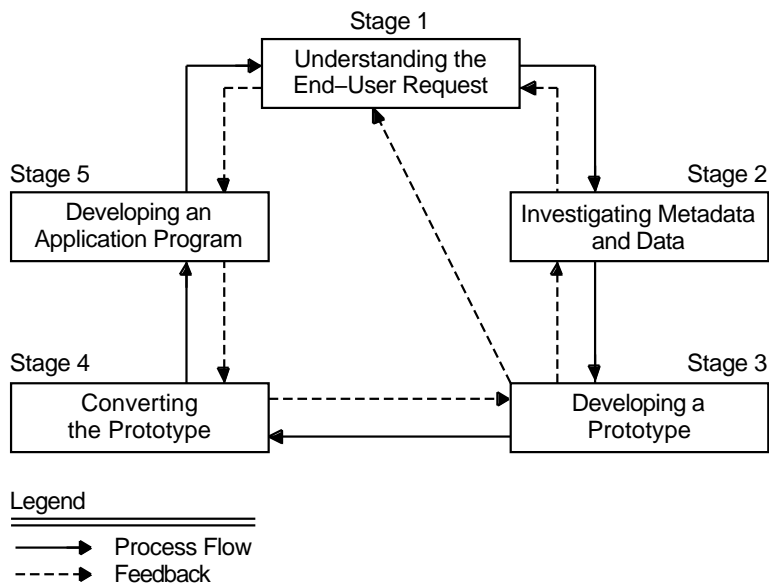 Stage 1
Understanding the
End–User Request
Stage 5
Developing an
Application Program
Stage 2
Investigating Metadata
and Data
Stage 4
Converting
the Prototype
Stage 3
Developing a
Prototype
Legend
Process Flow
Feedback